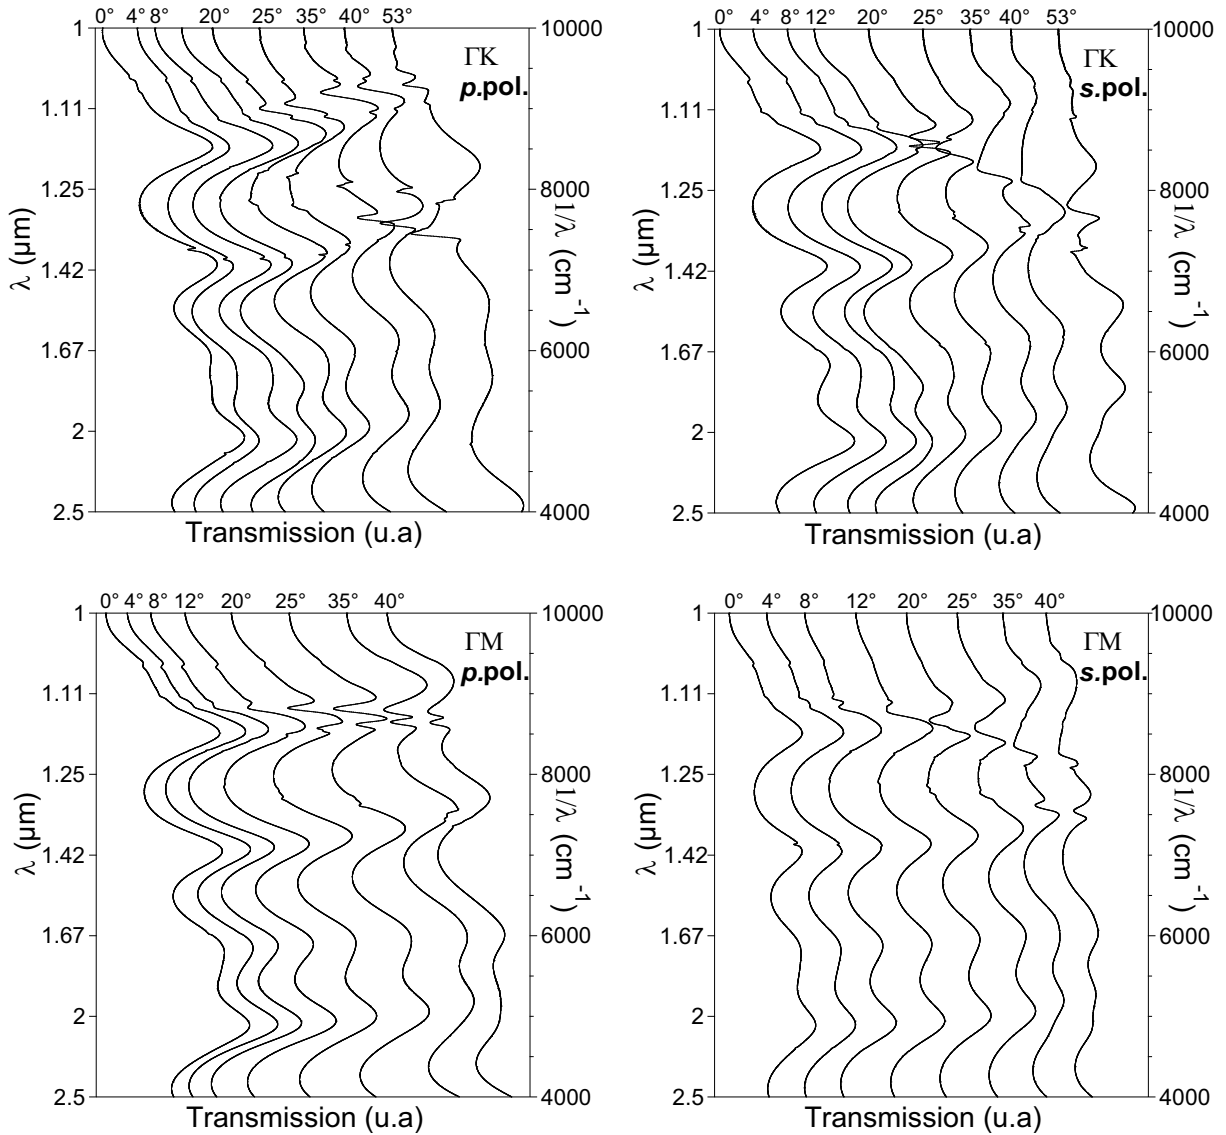 0° 4° 8° 12° 20° 25° 35° 40° 53°
1 10000
ΓK
p.pol.
1.11
1.25 8000
λ (µm) 1/λ (cm-1)
1.42
1.67 6000
2
2.5 4000
Transmission (u.a)
0° 4° 8° 12° 20° 25° 35° 40° 53°
1 10000
ΓK
s.pol.
1.11
1.25 8000
λ (µm) 1/λ (cm-1)
1.42
1.67 6000
2
2.5 4000
Transmission (u.a)
0° 4° 8° 12° 20° 25° 35° 40°
1 10000
ΓM
p.pol.
1.11
1.25 8000
λ (µm) 1/λ (cm-1)
1.42
1.67 6000
2
2.5 4000
Transmission (u.a)
0° 4° 8° 12° 20° 25° 35° 40°
1 10000
ΓM
s.pol.
1.11
1.25 8000
λ (µm) 1/λ (cm-1)
1.42
1.67 6000
2
2.5 4000
Transmission (u.a)